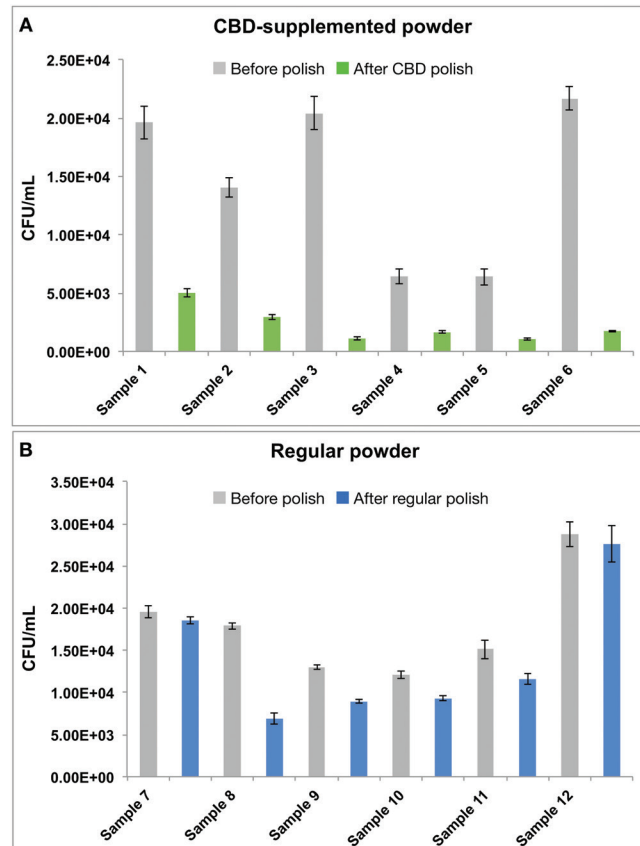 A
CBD-supplemented powder
2.50E+04
Before polish After CBD polish
2.00E+04
1.50E+04
CFU/mL
1.00E+04
5.00E+03
0.00E+00
Sample 1 Sample 2 Sample 3 Sample 4 Sample 5 Sample 6
B
Regular powder
3.50E+04
Before polish After regular polish
3.00E+04
2.50E+04
2.00E+04
CFU/mL
1.50E+04
1.00E+04
5.00E+03
0.00E+00
Sample 7 Sample 8 Sample 9 Sample 10 Sample 11 Sample 12